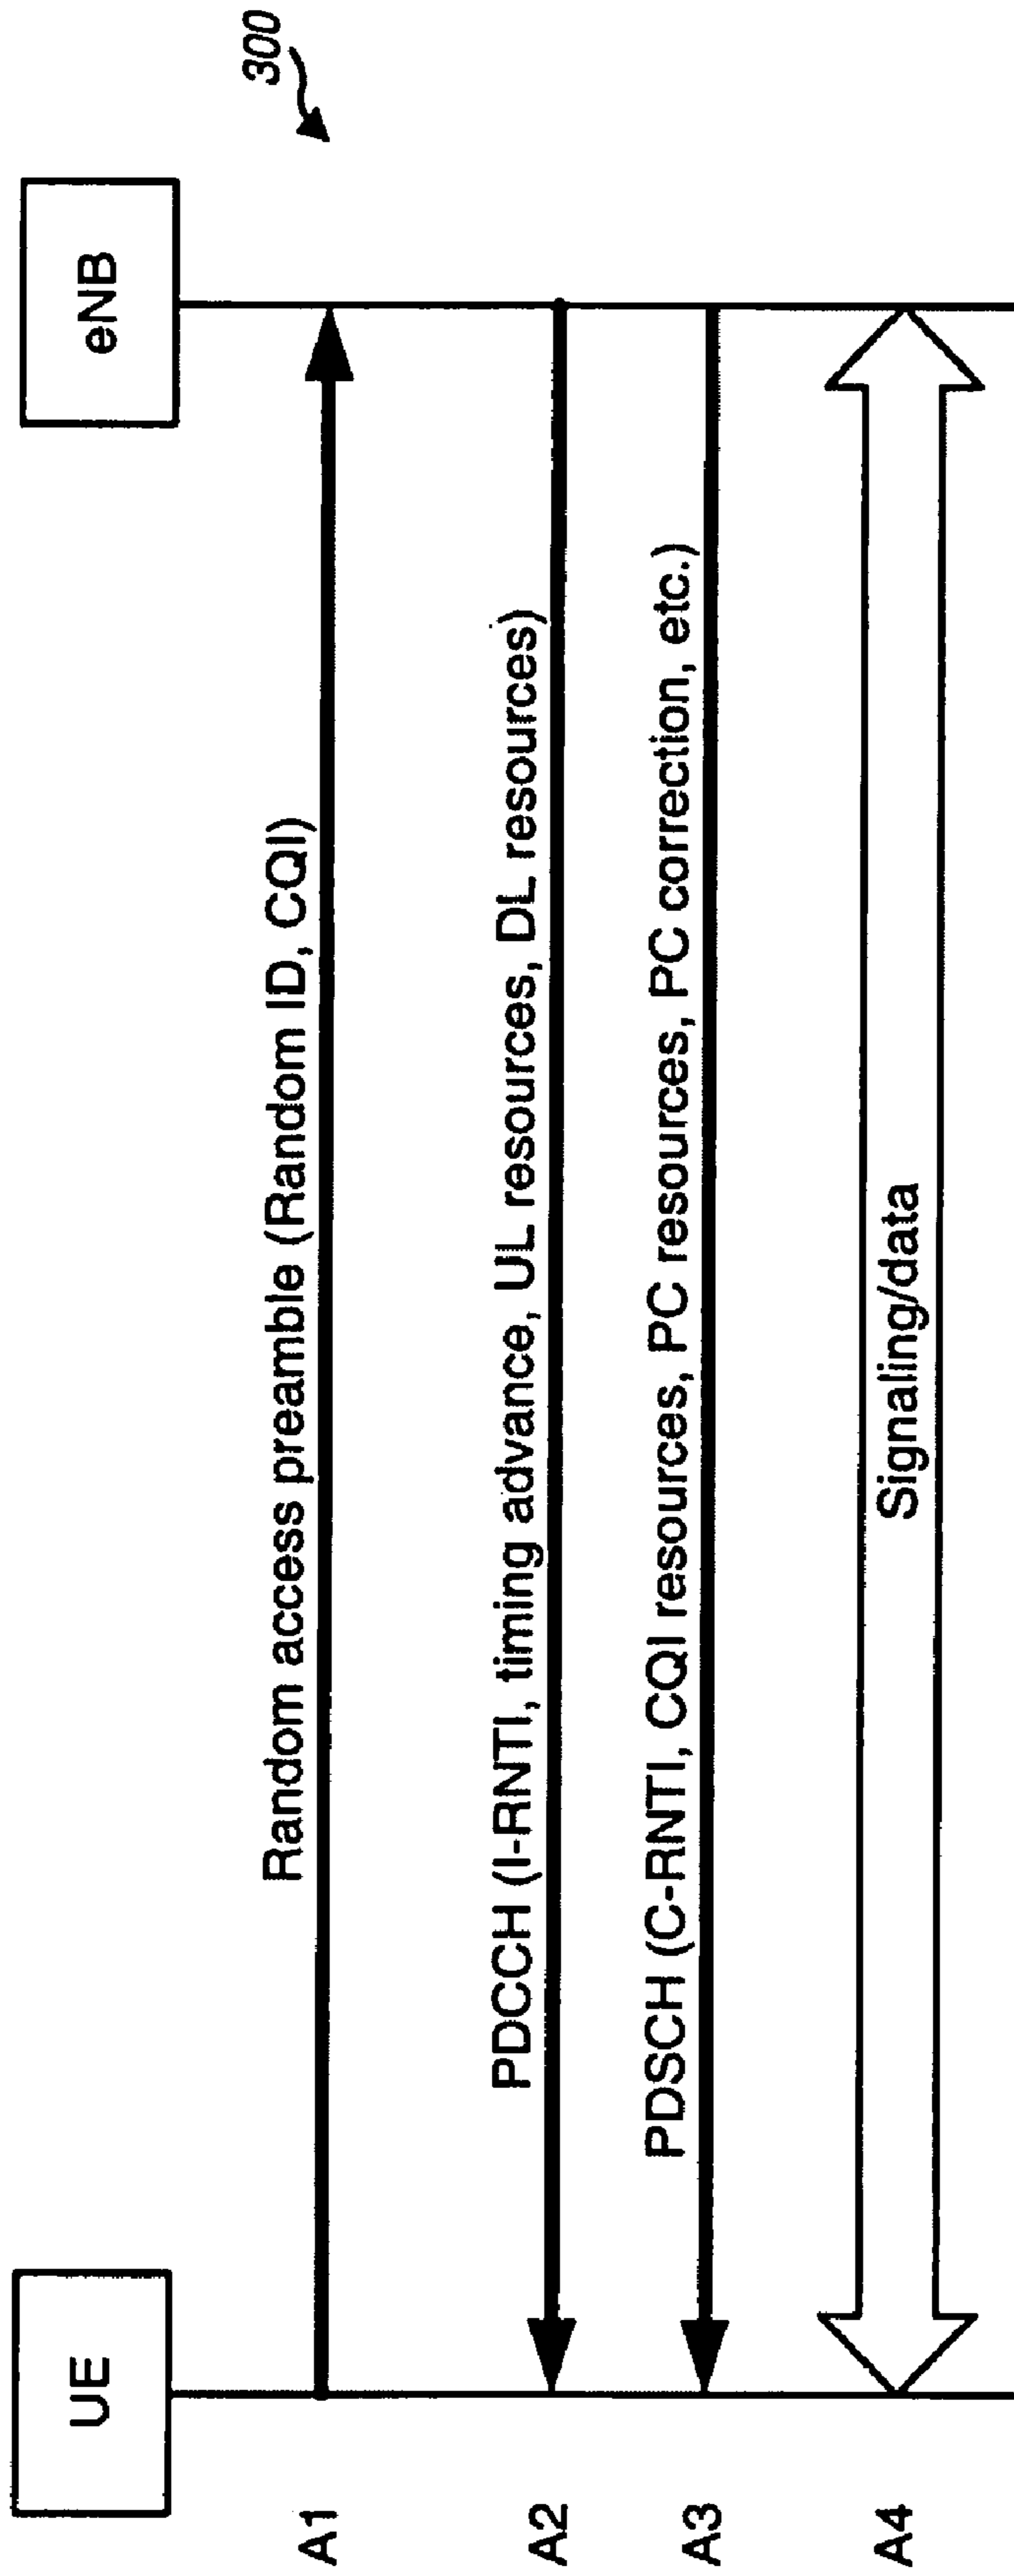 300
UE
eNB
A1
Random access preamble (Random ID, CQI)
A2
PDCCH (I-RNTI, timing advance, UL resources, DL resources)
A3
PDSCH (C-RNTI, CQI resources, PC resources, PC correction, etc.)
A4
Signaling/data